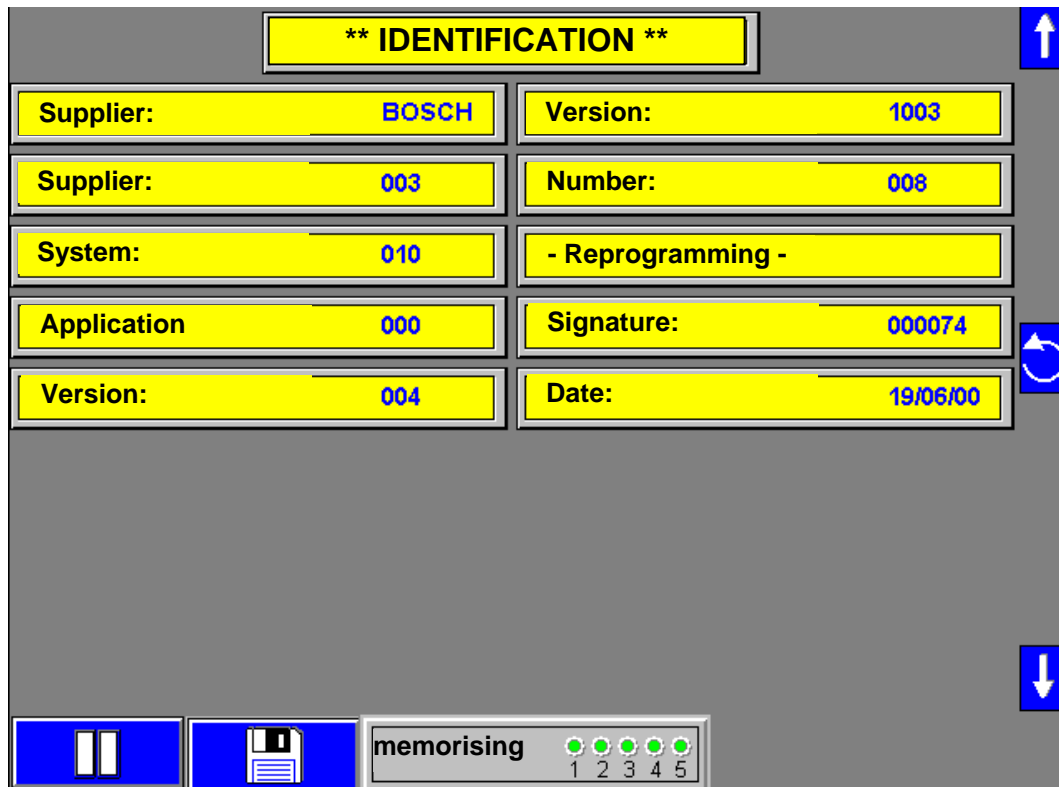 ** IDENTIFICATION **
Supplier: BOSCH
Version: 1003
Supplier: 003
Number: 008
System: 010
- Reprogramming -
Application 000
Signature: 000074
Version: 004
Date: 19/06/00
memorising
1 2 3 4 5